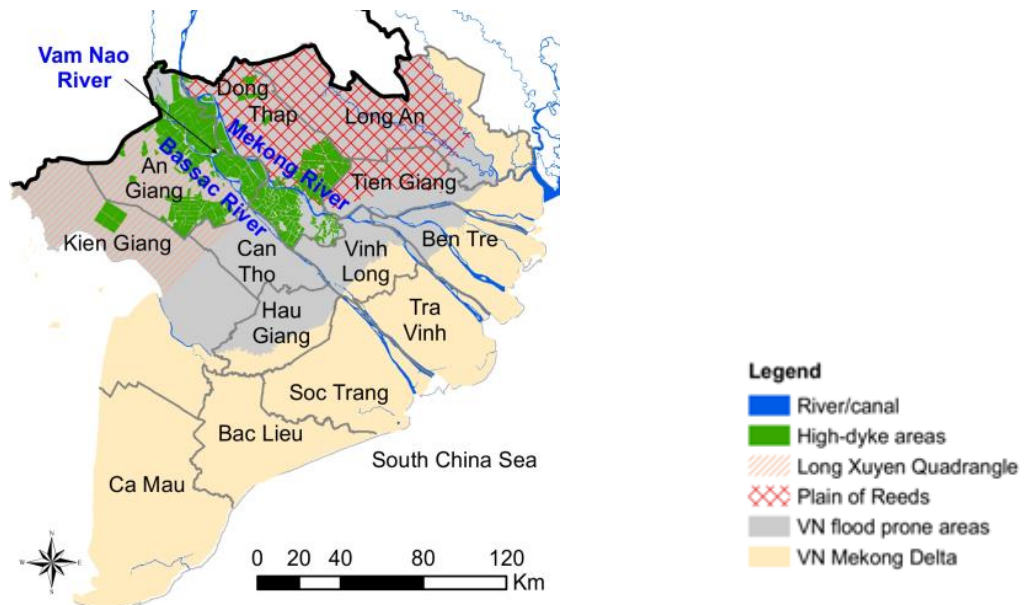 Vam Nao
River
Dong
Thap
Long An
Mekong River
An
Giang
Bassac River
Tien Giang
Kien Giang
Can
Tho
Vinh
Long
Ben Tre
Hau
Giang
Tra
Vinh
Soc Trang
Bac Lieu
Ca Mau
South China Sea
N
W
E
S
0 20 40 80 120
Km
Legend
River/canal
High-dyke areas
Long Xuyen Quadrangle
Plain of Reeds
VN flood prone areas
VN Mekong Delta